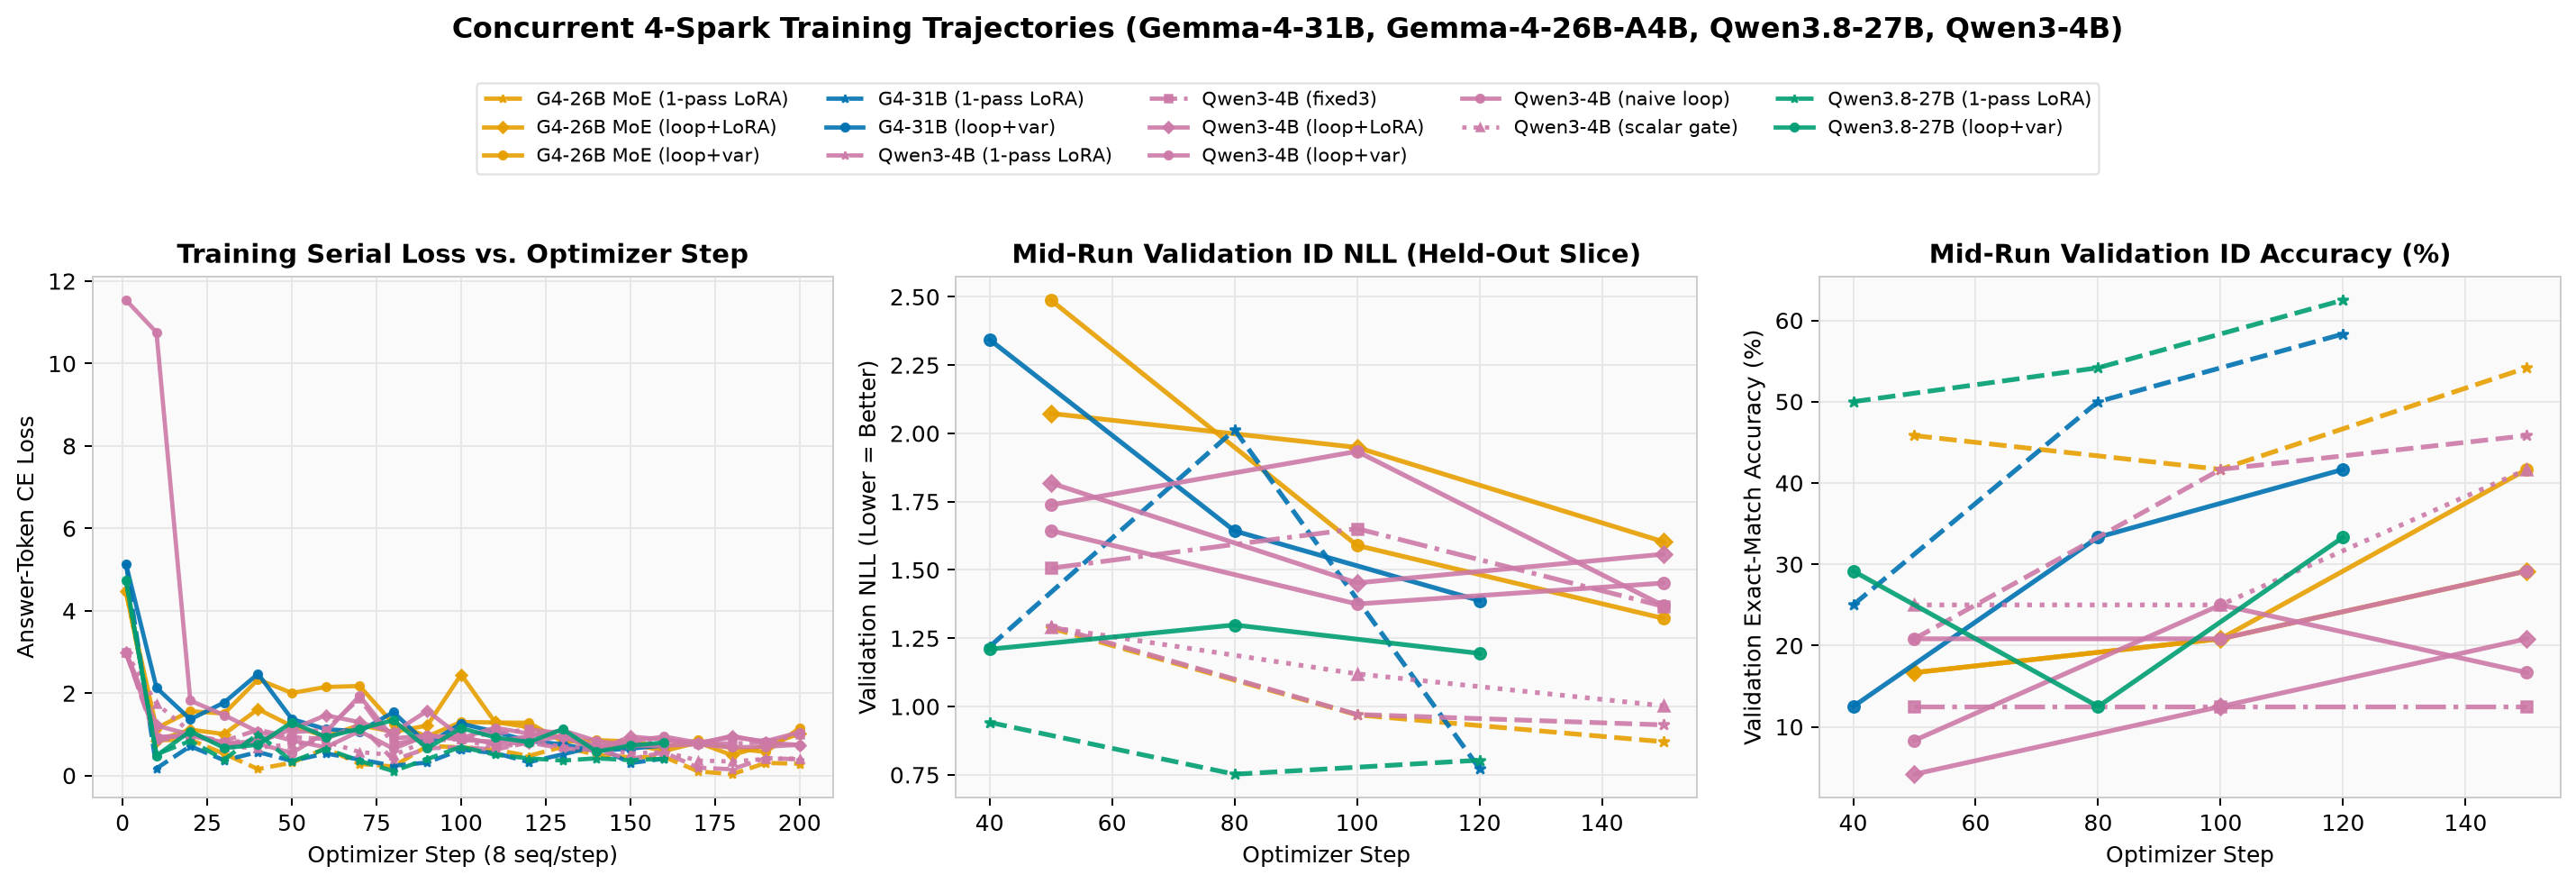 Concurrent 4-Spark Training Trajectories (Gemma-4-31B, Gemma-4-26B-A4B, Qwen3.8-27B, Qwen3-4B)
G4-26B MoE (1-pass LoRA)
G4-26B MoE (loop+LoRA)
G4-26B MoE (loop+var)
G4-31B (1-pass LoRA)
G4-31B (loop+var)
Qwen3-4B (1-pass LoRA)
Qwen3-4B (fixed3)
Qwen3-4B (loop+LoRA)
Qwen3-4B (loop+var)
Qwen3-4B (naive loop)
Qwen3-4B (scalar gate)
Qwen3.8-27B (1-pass LoRA)
Qwen3.8-27B (loop+var)
Training Serial Loss vs. Optimizer Step
Answer-Token CE Loss
12
10
8
6
4
2
0
0 25 50 75 100 125 150 175 200
Optimizer Step (8 seq/step)
Mid-Run Validation ID NLL (Held-Out Slice)
Validation NLL (Lower = Better)
2.50
2.25
2.00
1.75
1.50
1.25
1.00
0.75
40 60 80 100 120 140
Optimizer Step
Mid-Run Validation ID Accuracy (%)
Validation Exact-Match Accuracy (%)
60
50
40
30
20
10
40 60 80 100 120 140
Optimizer Step